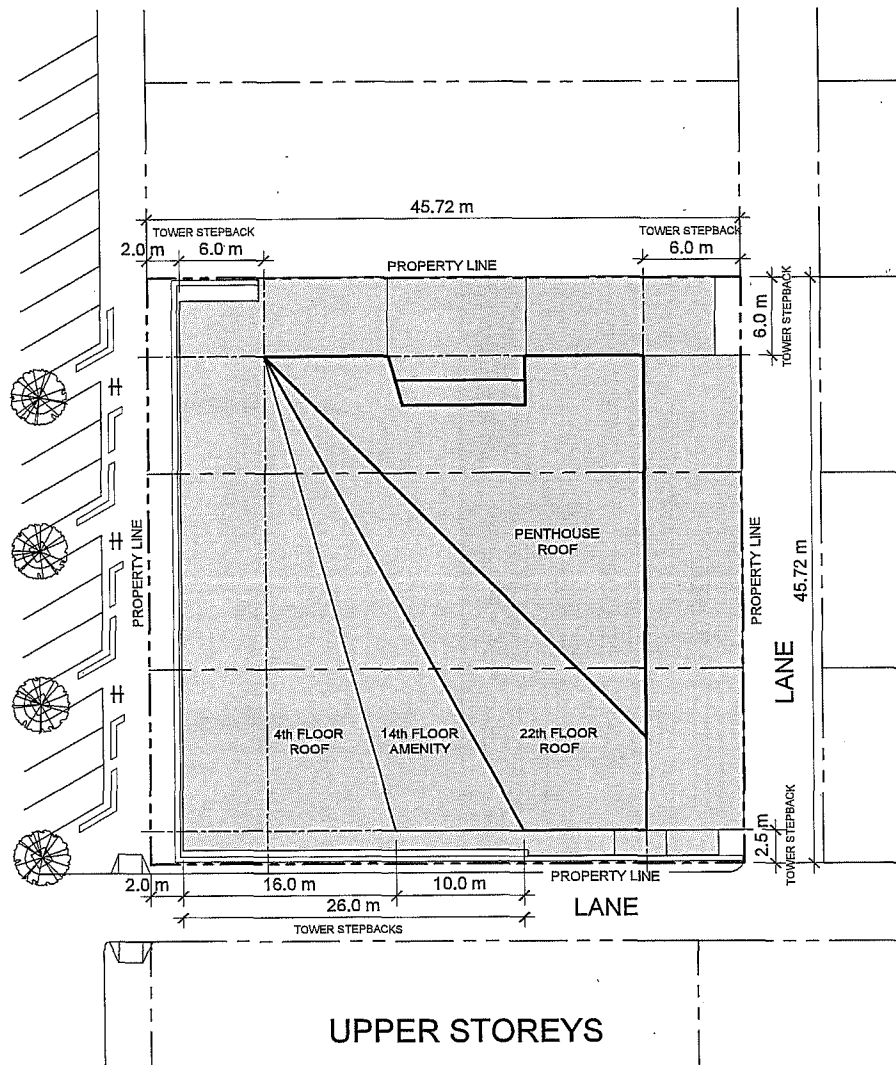 45.72 m
TOWER STEPBACK
TOWER STEPBACK
2.0 m
6.0 m
6.0 m
PROPERTY LINE
6.0 m
TOWER STEPBACK
PROPERTY LINE
PENTHOUSE
ROOF
PROPERTY LINE
45.72 m
LANE
4th FLOOR
ROOF
14th FLOOR
AMENITY
22th FLOOR
ROOF
2.5 m
TOWER STEPBACK
2.0 m
16.0 m
10.0 m
PROPERTY LINE
26.0 m
LANE
TOWER STEPBACKS
UPPER STOREYS